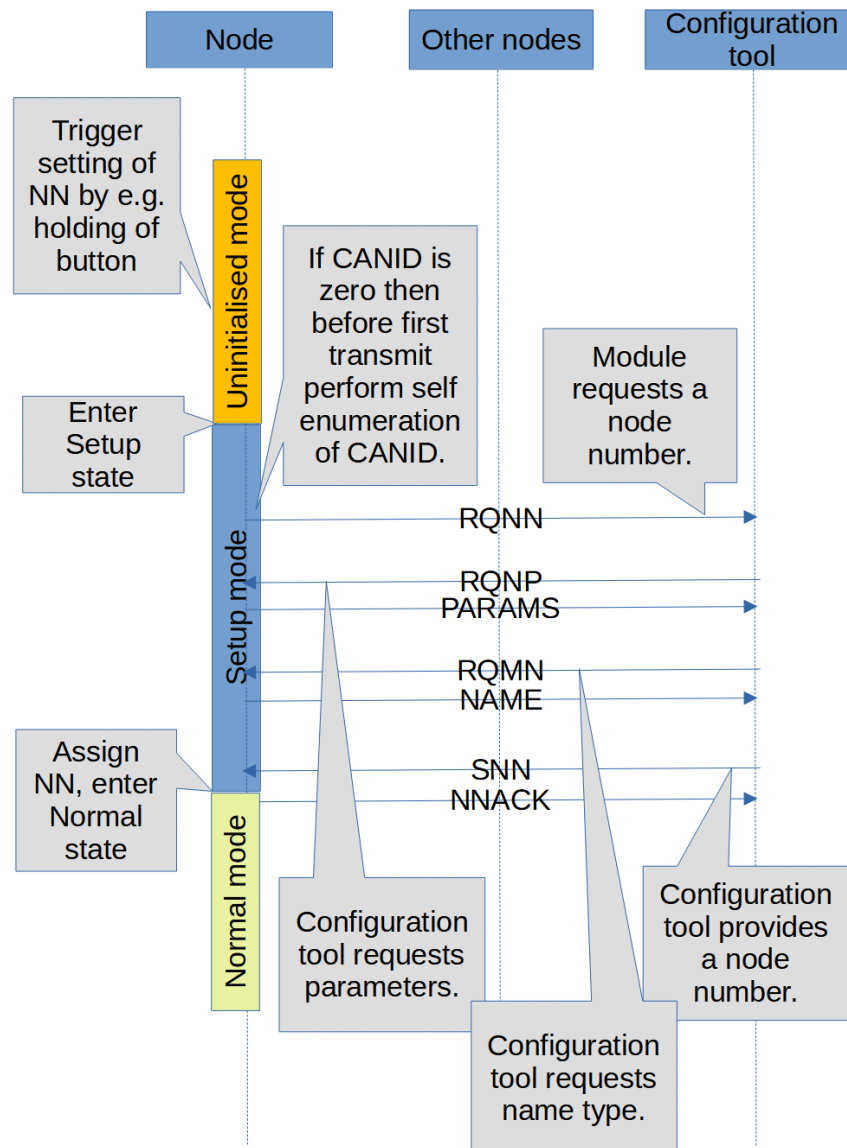 Node
Other nodes
Configuration
tool
Trigger
setting of
NN by e.g.
holding of
button
Uninitialised mode
If CANID is
zero then
before first
transmit
perform self
enumeration
of CANID.
Module
requests a
node
number.
Enter
Setup
state
Setup mode
RQNN
RQNP
PARAMS
RQMN
NAME
SNN
NNACK
Assign
NN, enter
Normal
state
Normal mode
Configuration
tool requests
parameters.
Configuration
tool provides
a node
number.
Configuration
tool requests
name type.